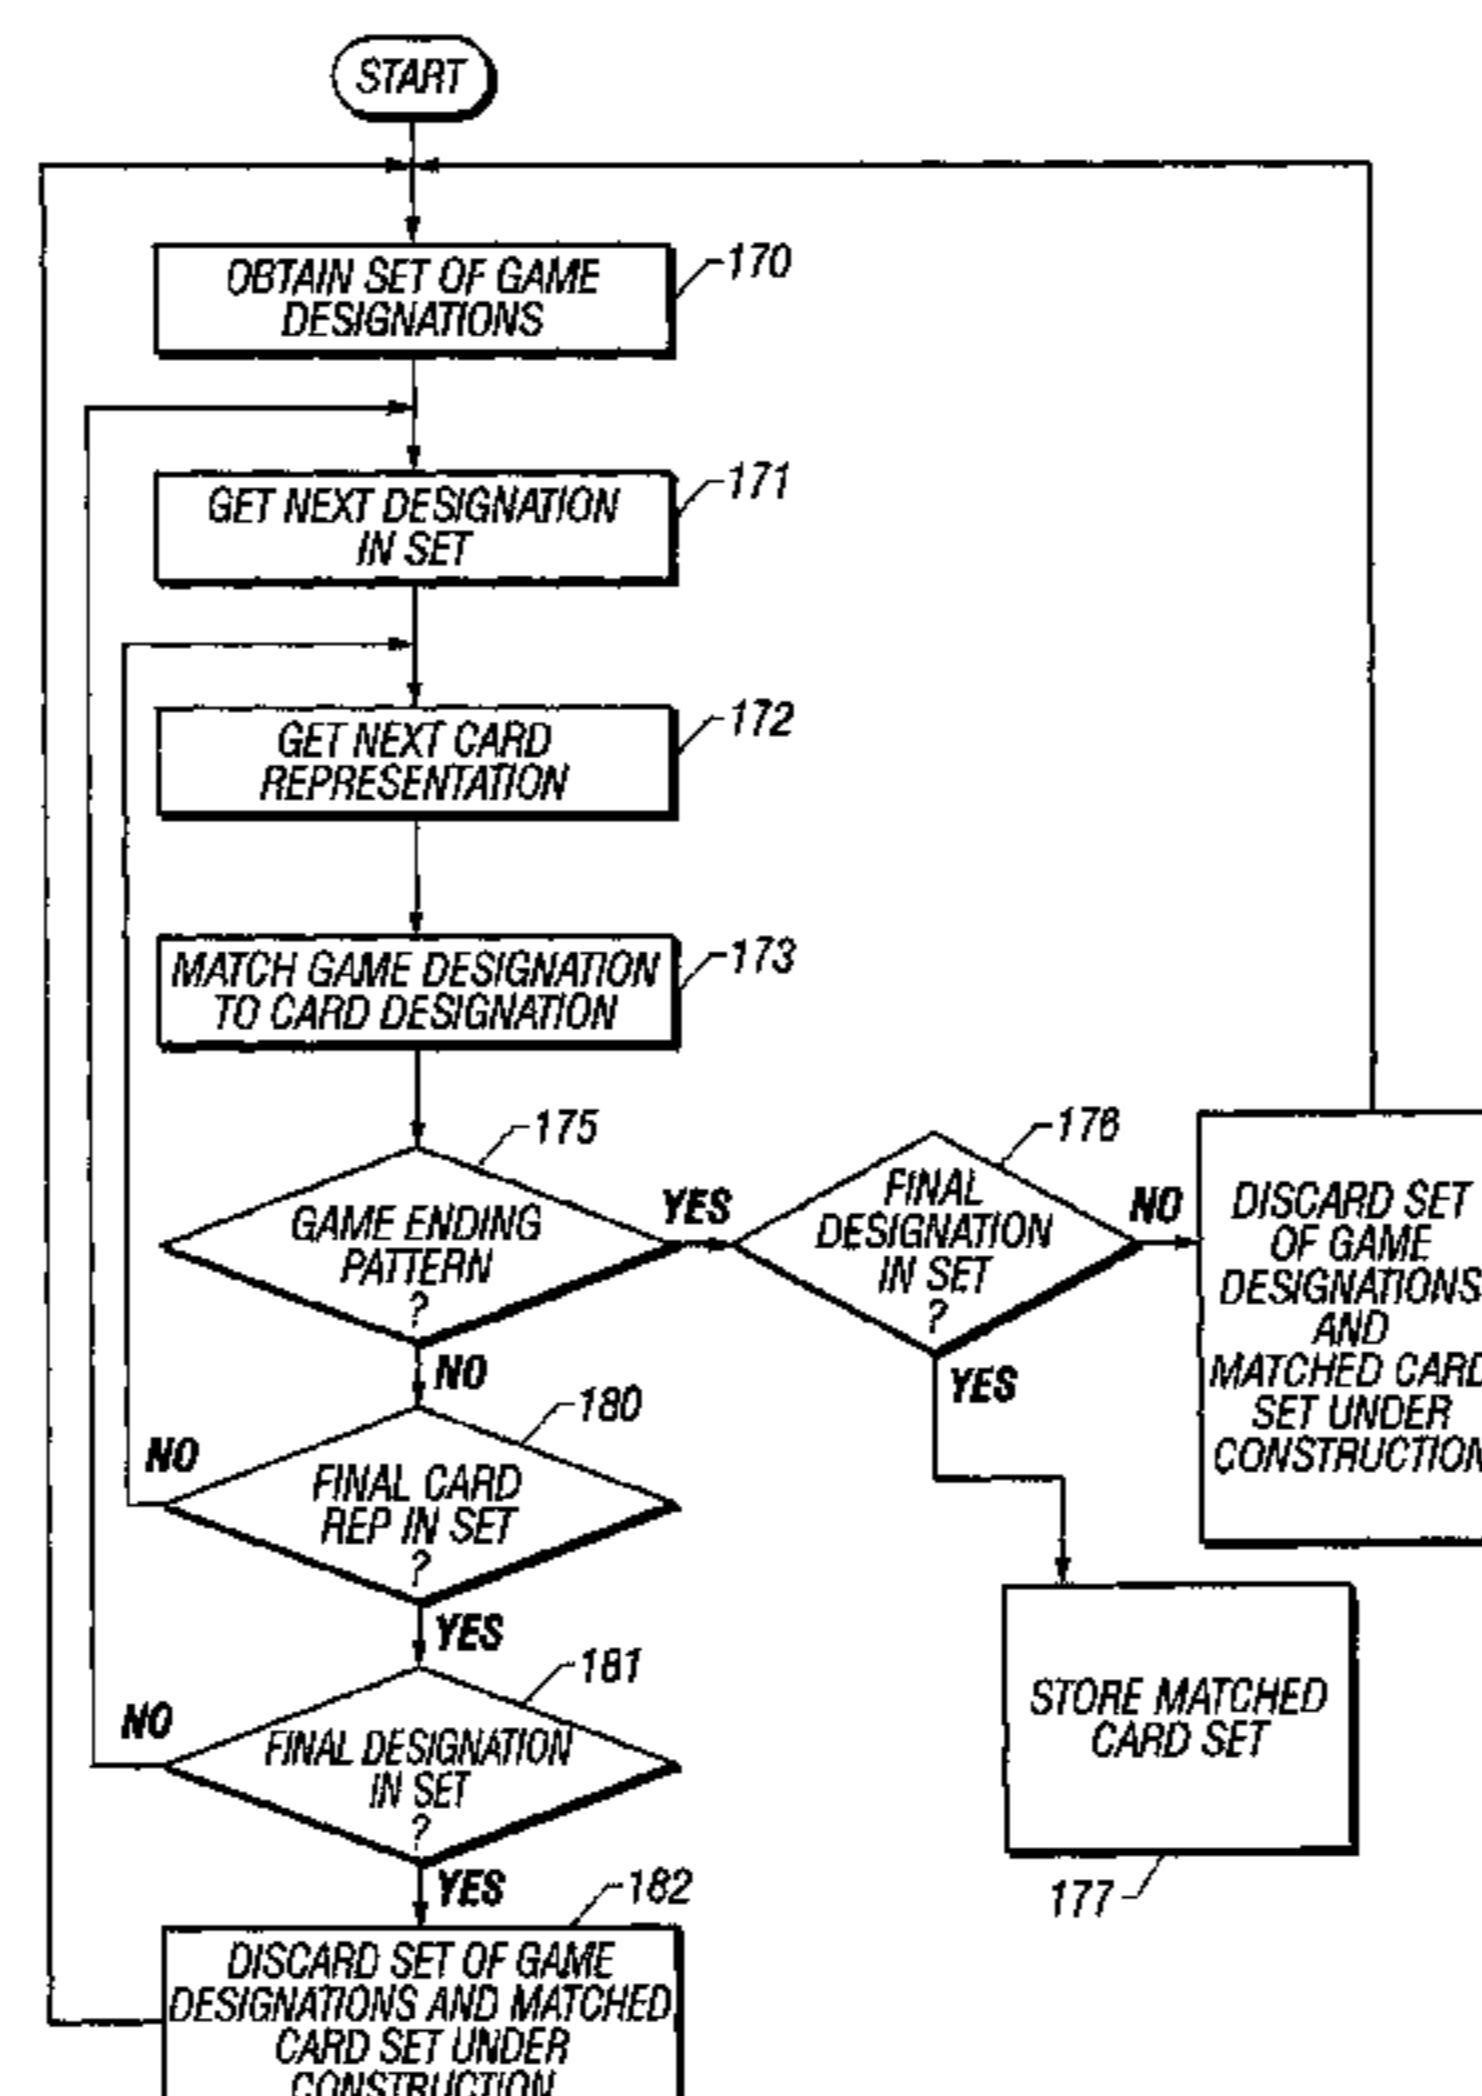 START
OBTAIN SET OF GAME
DESIGNATIONS
170
GET NEXT DESIGNATION
IN SET
171
GET NEXT CARD
REPRESENTATION
172
MATCH GAME DESIGNATION
TO CARD DESIGNATION
173
GAME ENDING
PATTERN
?
175
YES
NO
FINAL
DESIGNATION
IN SET
?
176
NO
YES
DISCARD SET
OF GAME
DESIGNATIONS
AND
MATCHED CARD
SET UNDER
CONSTRUCTION
FINAL CARD
REP IN SET
?
180
NO
YES
STORE MATCHED
CARD SET
177
FINAL DESIGNATION
IN SET
?
181
NO
YES
DISCARD SET OF GAME
DESIGNATIONS AND MATCHED
CARD SET UNDER
CONSTRUCTION
182